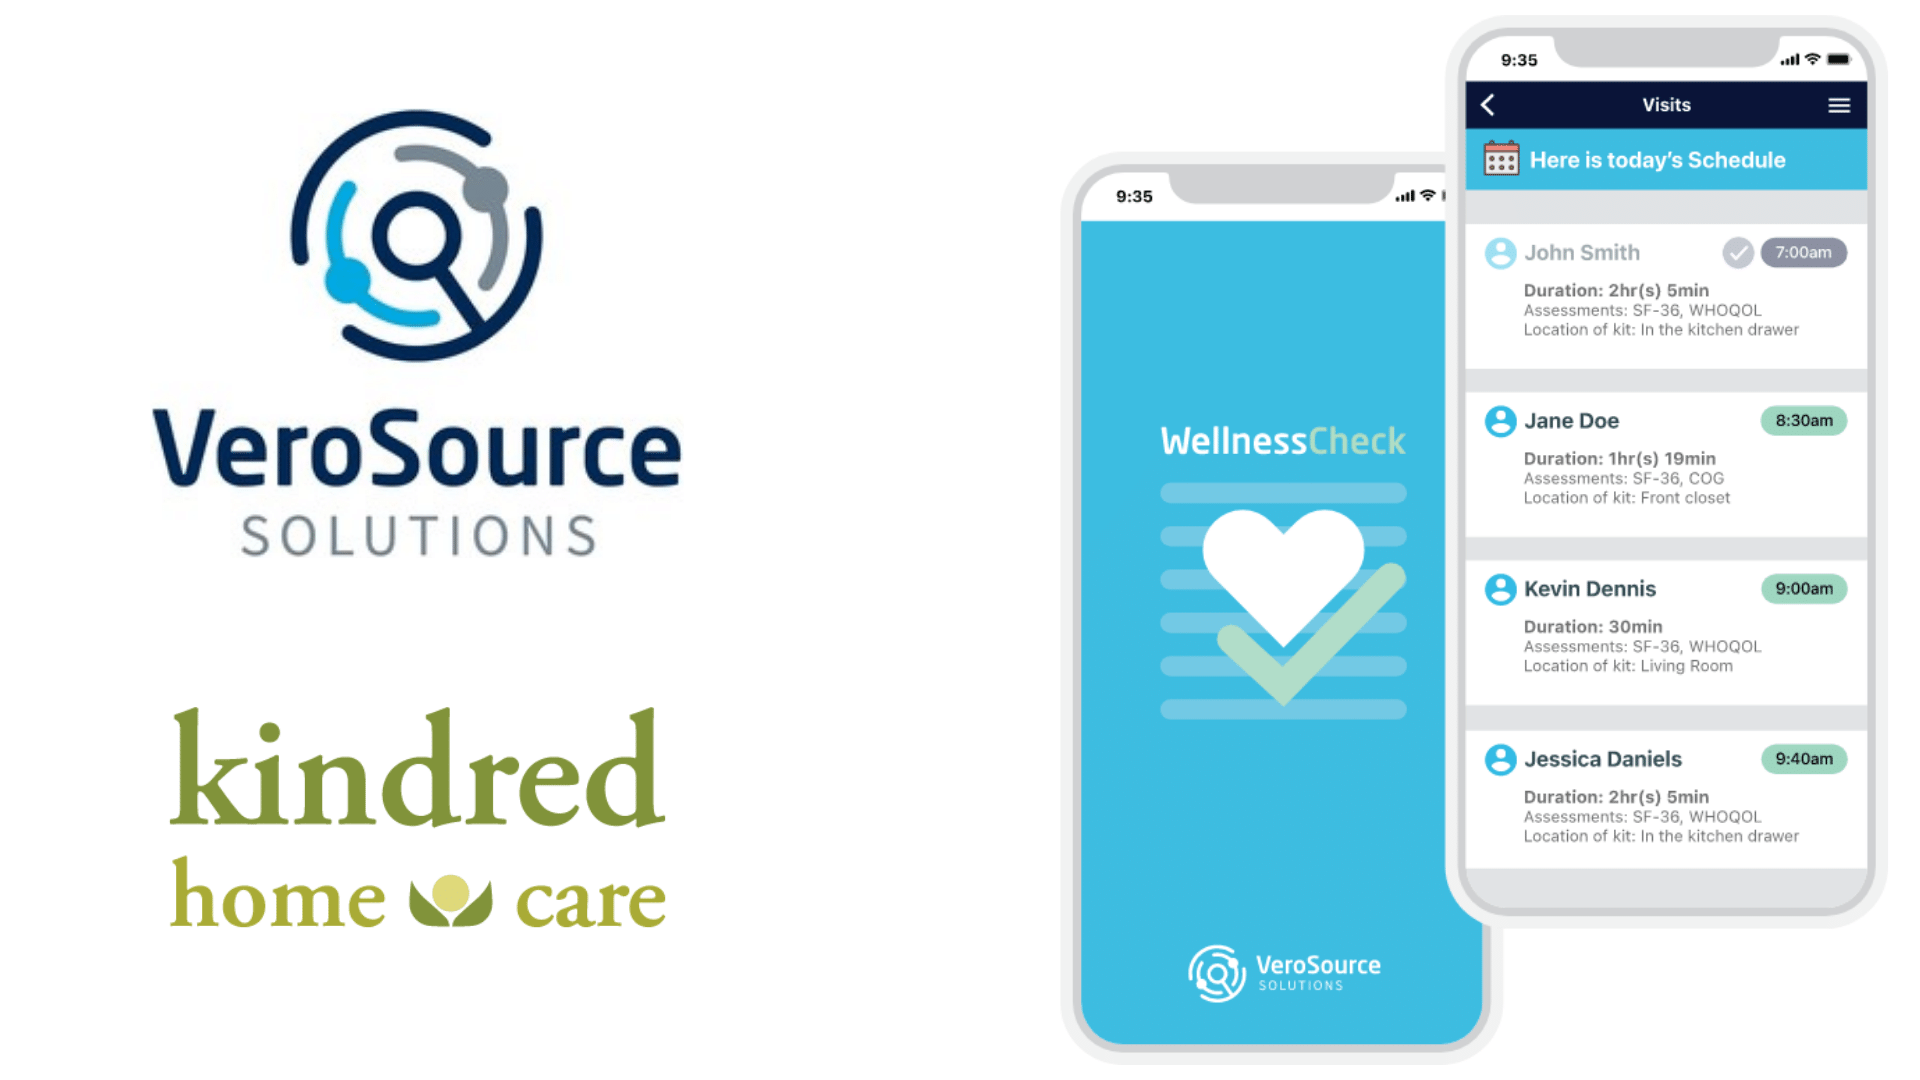 VeroSource
SOLUTIONS
kindred
home care
9:35
WellnessCheck
VeroSource
SOLUTIONS
9:35
Visits
Here is today's Schedule
John Smith 7:00am
Duration: 2hr(s) 5min
Assessments: SF-36, WHOQOL
Location of kit: In the kitchen drawer
Jane Doe 8:30am
Duration: 1hr(s) 19min
Assessments: SF-36, COG
Location of kit: Front closet
Kevin Dennis 9:00am
Duration: 30min
Assessments: SF-36, WHOQOL
Location of kit: Living Room
Jessica Daniels 9:40am
Duration: 2hr(s) 5min
Assessments: SF-36, WHOQOL
Location of kit: In the kitchen drawer